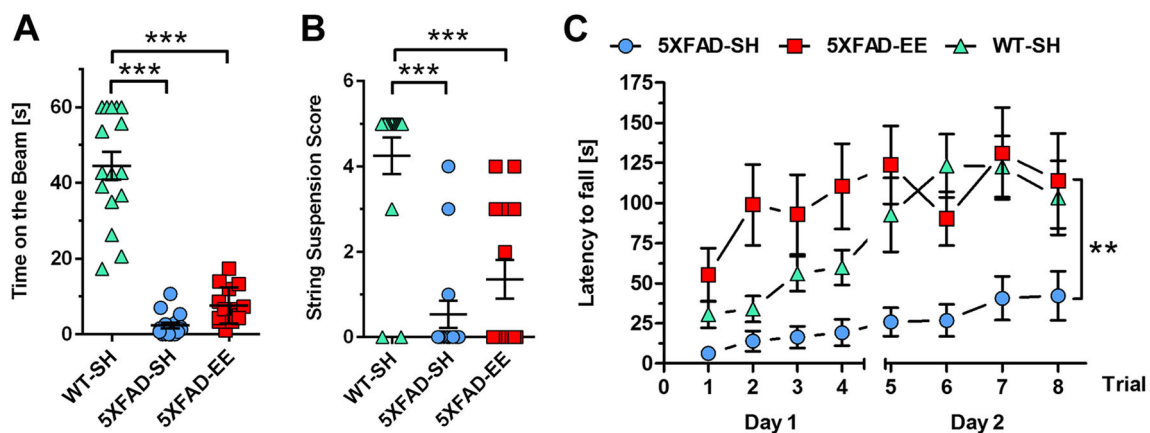 A
Time on the Beam [s]
60
40
20
0
***
***
WT-SH
5XFAD-SH
5XFAD-EE
B
String Suspension Score
6
4
2
0
***
***
WT-SH
5XFAD-SH
5XFAD-EE
C
5XFAD-SH 5XFAD-EE WT-SH
Latency to fall [s]
175
150
125
100
75
50
25
0
**
0 1 2 3 4 5 6 7 8 Trial
Day 1 Day 2